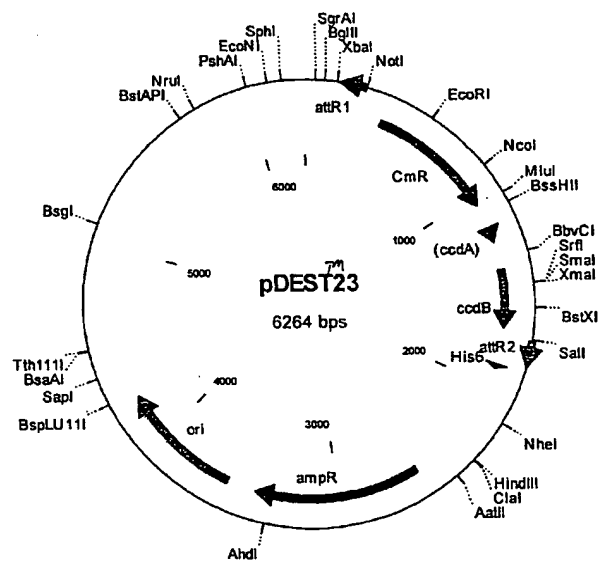 SphI
SgrAI
BglII
XbaI
EcoNI
PshAI
NotI
NruI
BstAPI
attR1
EcoRI
NcoI
CmR
6000
MluI
BssHII
BsgI
1000
(ccdA)
BbvCI
SrfI
SmaI
XmaI
5000
TM
pDEST23
6264 bps
ccdB
BstXI
attR2
SalI
His6
2000
Tth111I
BsaAI
SapI
BspLU11I
4000
ori
3000
ampR
NheI
HindIII
ClaI
AatII
AhdI